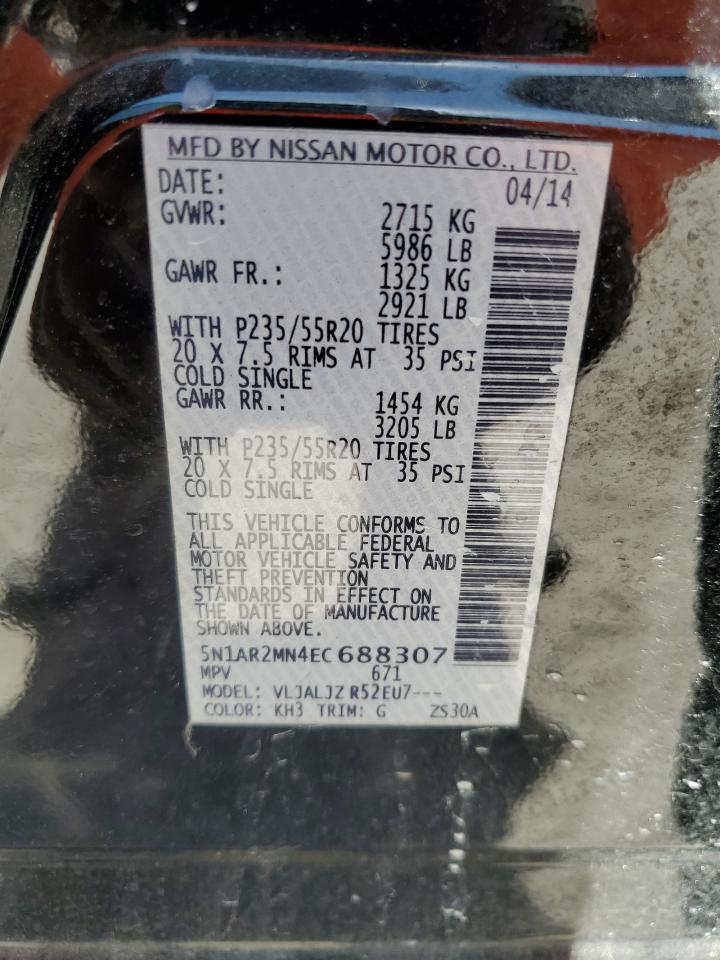 MFD BY NISSAN MOTOR CO., LTD.
DATE: 04/14
GVWR: 2715 KG
5986 LB
GAWR FR.: 1325 KG
2921 LB
WITH P235/55R20 TIRES
20 X 7.5 RIMS AT 35 PSI
COLD SINGLE
GAWR RR.: 1454 KG
3205 LB
WITH P235/55R20 TIRES
20 X 7.5 RIMS AT 35 PSI
COLD SINGLE
THIS VEHICLE CONFORMS TO
ALL APPLICABLE FEDERAL
MOTOR VEHICLE SAFETY AND
THEFT PREVENTION
STANDARDS IN EFFECT ON
THE DATE OF MANUFACTURE
SHOWN ABOVE.
5N1AR2MN4EC688307
MPV 671
MODEL: VLJALJZ R52EU7---
COLOR: KH3 TRIM: G ZS30A